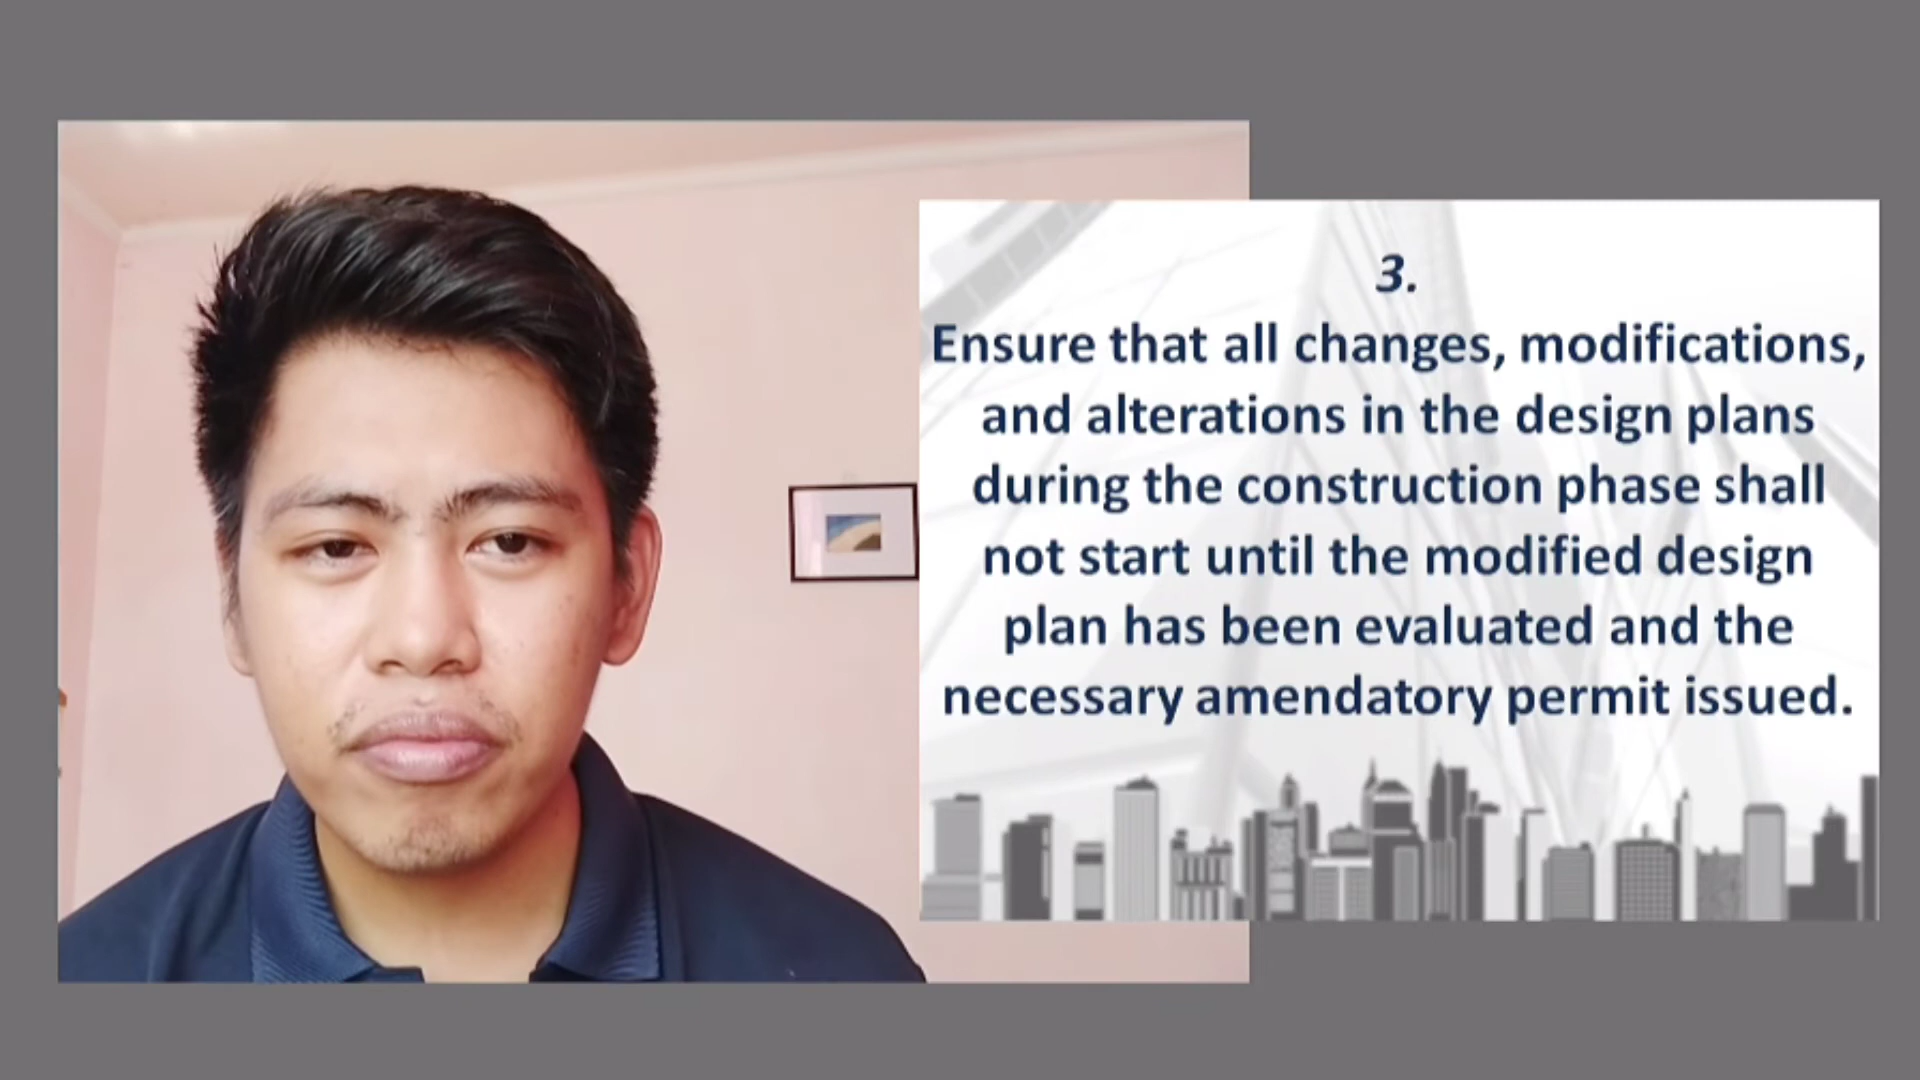 3.
Ensure that all changes, modifications,
and alterations in the design plans
during the construction phase shall
not start until the modified design
plan has been evaluated and the
necessary amendatory permit issued.